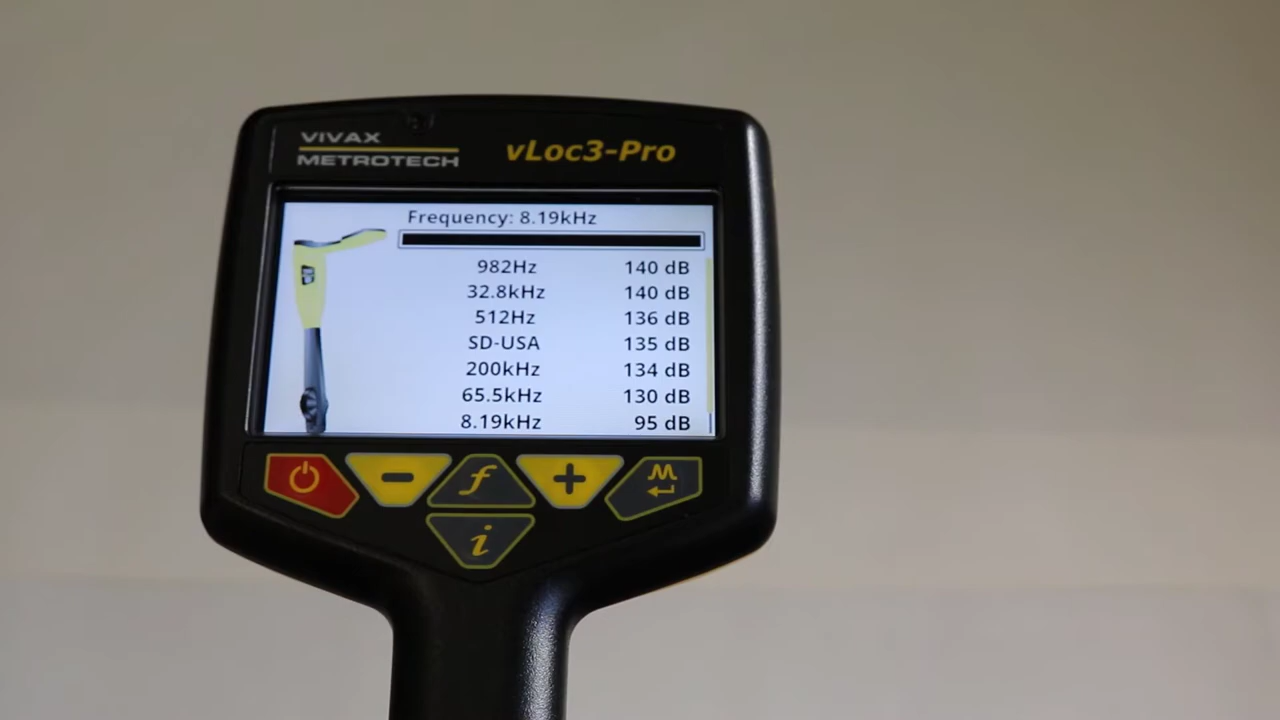 VIVAX
METROTECH
vLoc3-Pro
Frequency: 8.19kHz
982Hz 140 dB
32.8kHz 140 dB
512Hz 136 dB
SD-USA 135 dB
200kHz 134 dB
65.5kHz 130 dB
8.19kHz 95 dB
- f +
i